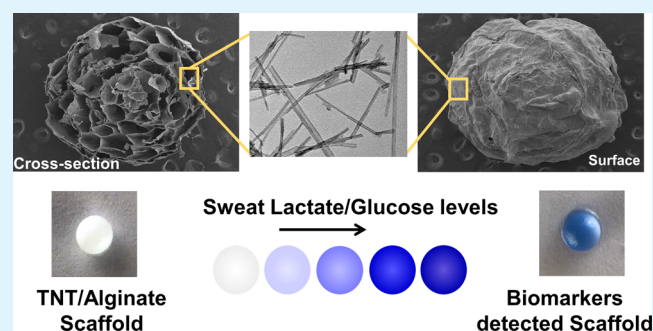 Cross-section
Surface
Sweat Lactate/Glucose levels
TNT/Alginate
Scaffold
Biomarkers
detected Scaffold